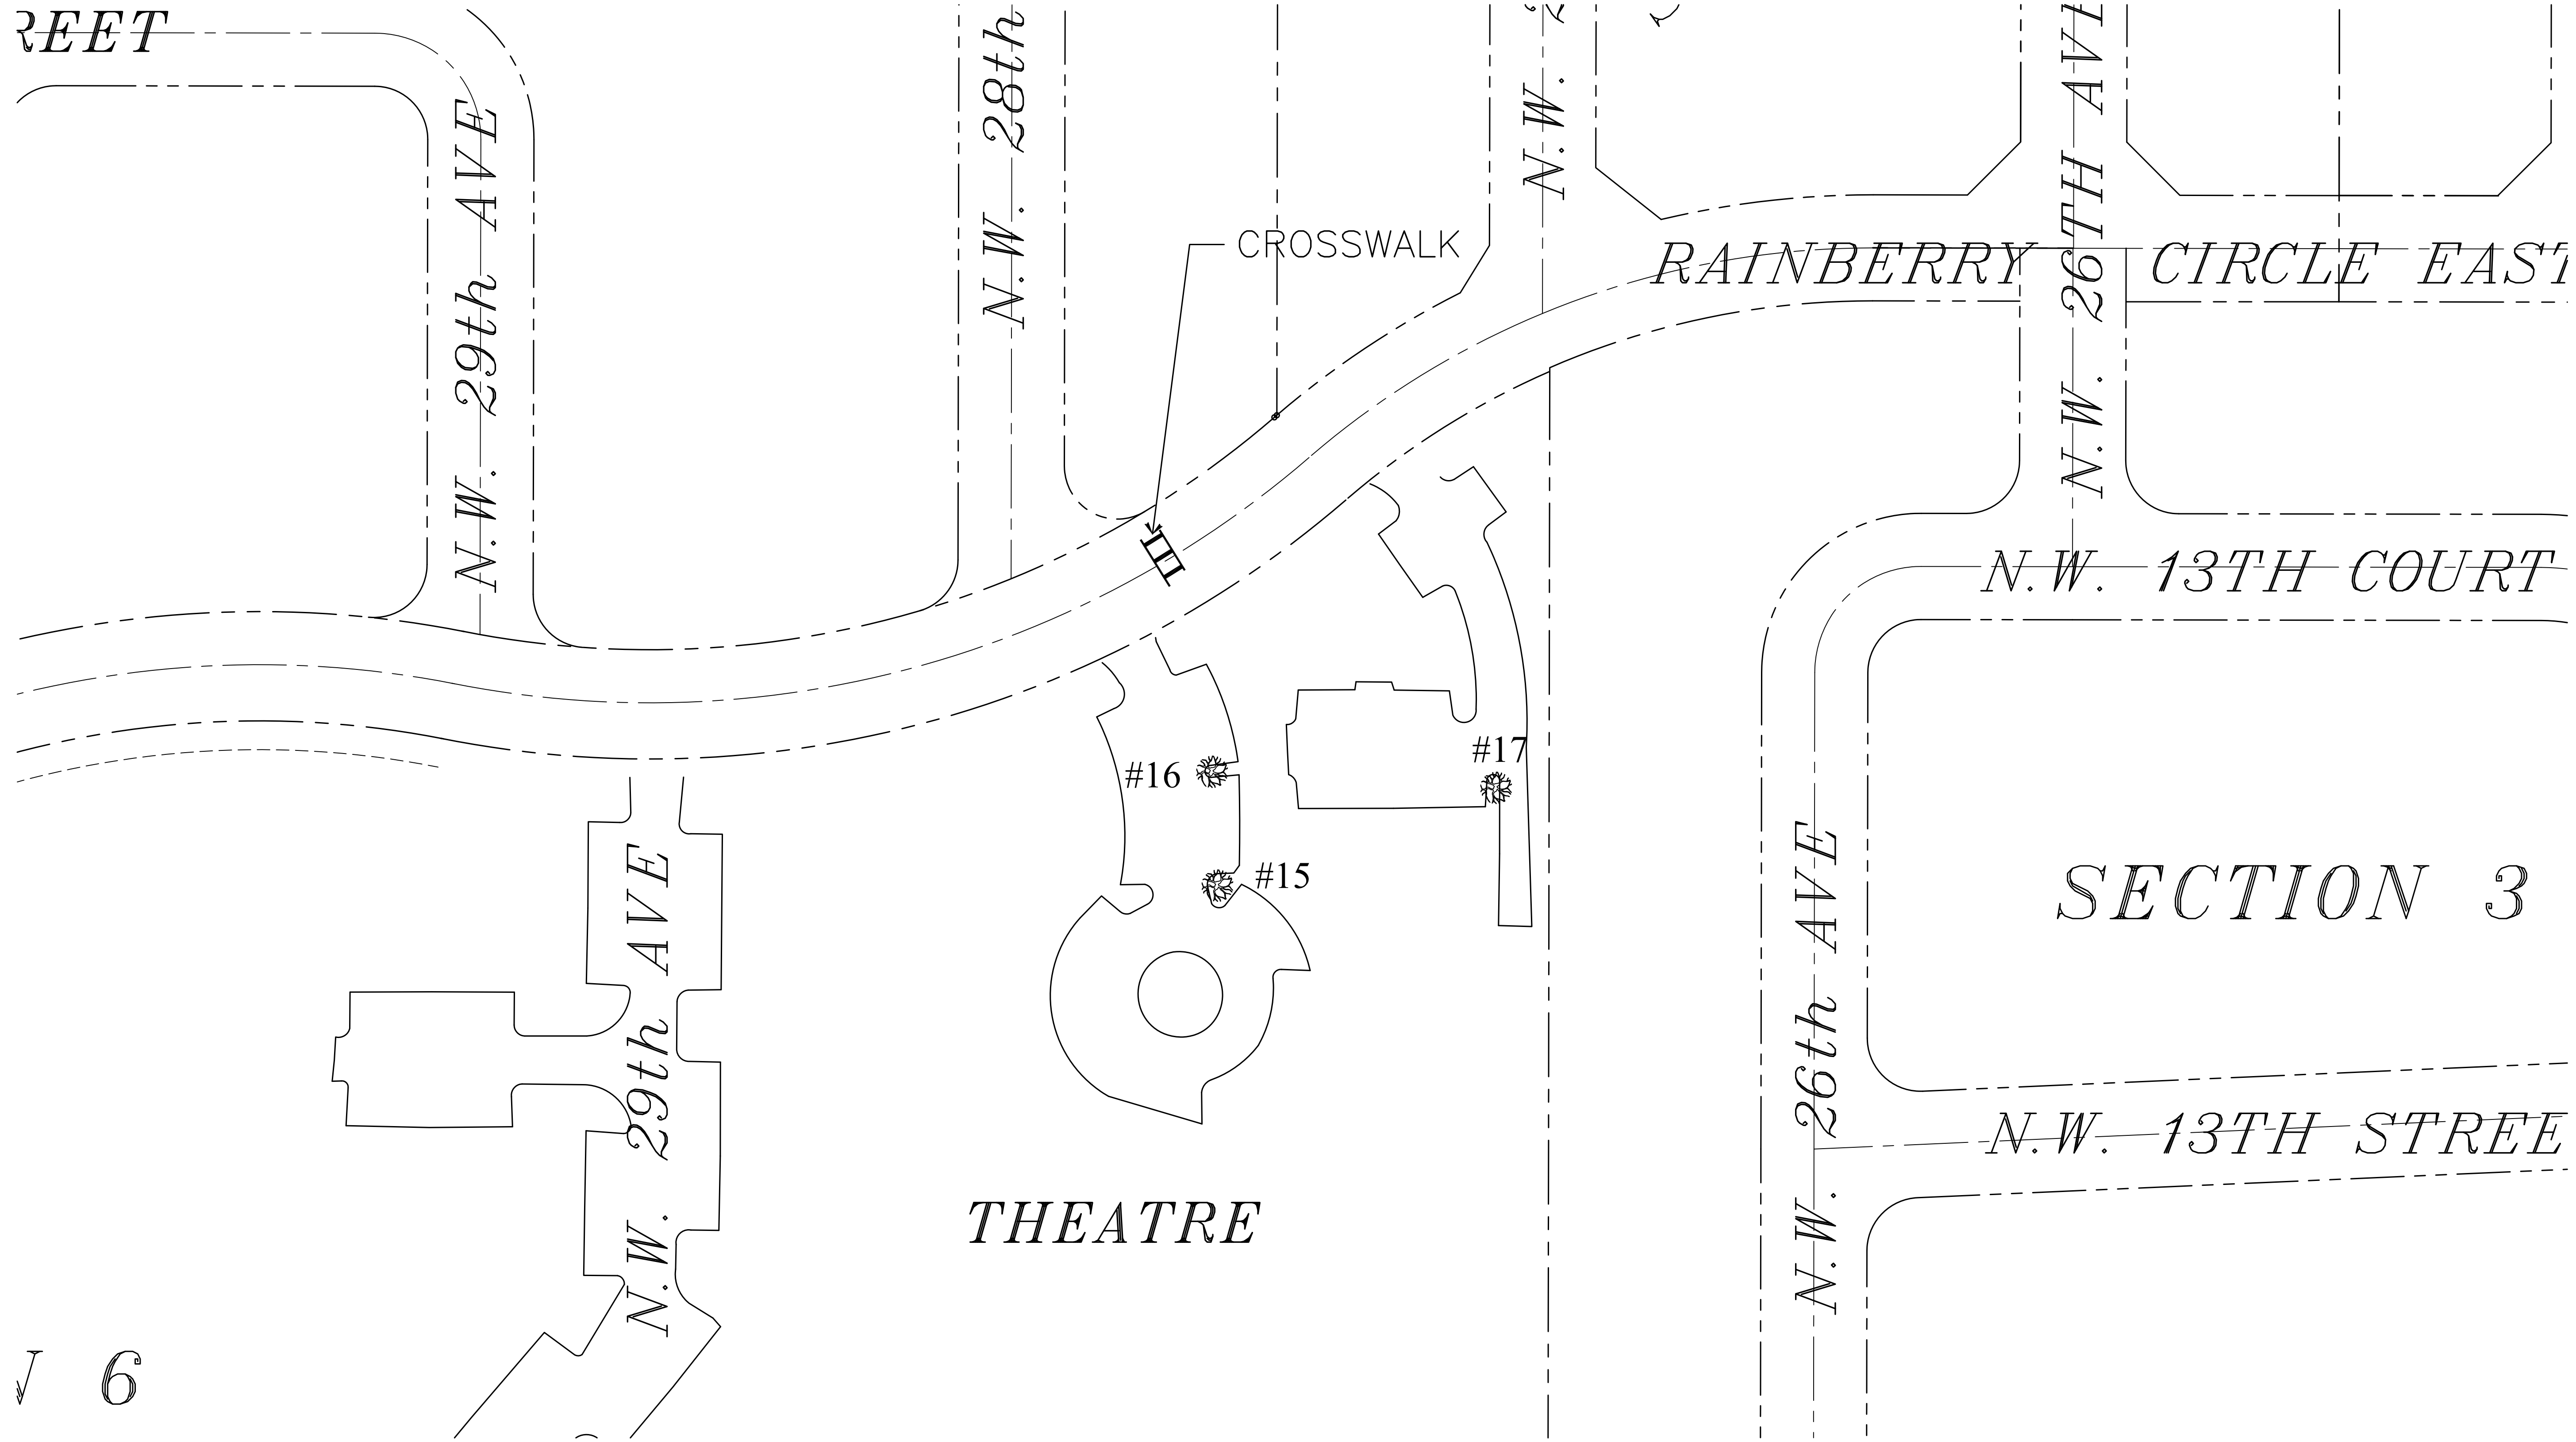 N.W. 29th AVE
N.W. 28th
N.W.
N.W. 26TH AVE
CROSSWALK
RAINBERRY CIRCLE EAST
N.W. 13TH COURT
#16
#17
#15
N.W. 29th AVE
N.W. 26th AVE
SECTION 3
N.W. 13TH STREE
THEATRE
6